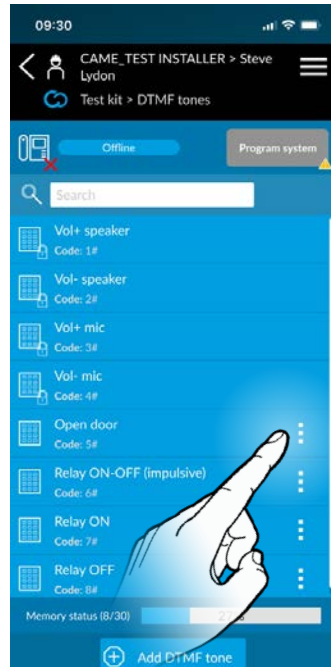 09:30
CAME_TEST INSTALLER > Steve
Lydon
Test kit > DTMF tones
Offline
Program system
Search
Vol+ speaker
Code: 1#
Vol- speaker
Code: 2#
Vol+ mic
Code: 3#
Vol- mic
Code: 4#
Open door
Code: 5#
Relay ON-OFF (impulsive)
Code: 6#
Relay ON
Code: 7#
Relay OFF
Code: 8#
Memory status (8/30)
Add DTMF tone